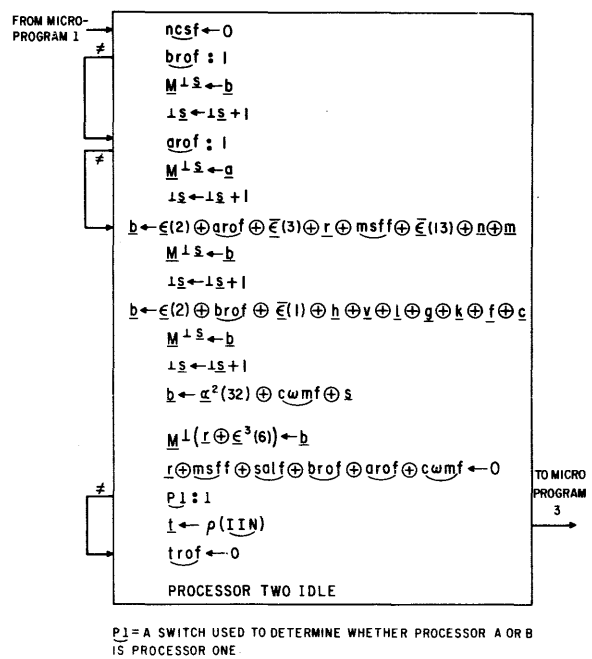 FROM MICRO-
PROGRAM 1
ncsf←0
≠
brof : 1
M⊥s←b
⊥s←⊥s+1
arof : 1
≠
M⊥s←a
⊥s←⊥s+1
b←ϵ(2)⊕arof⊕ϵ̄(3)⊕r⊕msff⊕ϵ̄(13)⊕n⊕m
M⊥s←b
⊥s←⊥s+1
b←ϵ(2)⊕brof⊕ϵ̄(1)⊕h⊕v⊕l⊕g⊕k⊕f⊕c
M⊥s←b
⊥s←⊥s+1
b←α²(32)⊕cωmf⊕s
M⊥(r⊕ϵ³(6))←b
r⊕msff⊕salf⊕brof⊕arof⊕cωmf←0
≠
P1 : 1
TO MICRO
PROGRAM
3
t←ρ(IIN)
trof←0
PROCESSOR TWO IDLE
P1=A SWITCH USED TO DETERMINE WHETHER PROCESSOR A OR B
IS PROCESSOR ONE.